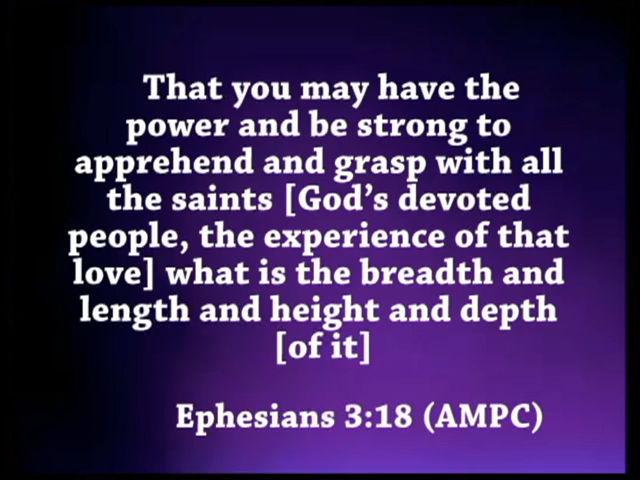 That you may have the
power and be strong to
apprehend and grasp with all
the saints [God’s devoted
people, the experience of that
love] what is the breadth and
length and height and depth
[of it]
Ephesians 3:18 (AMPC)